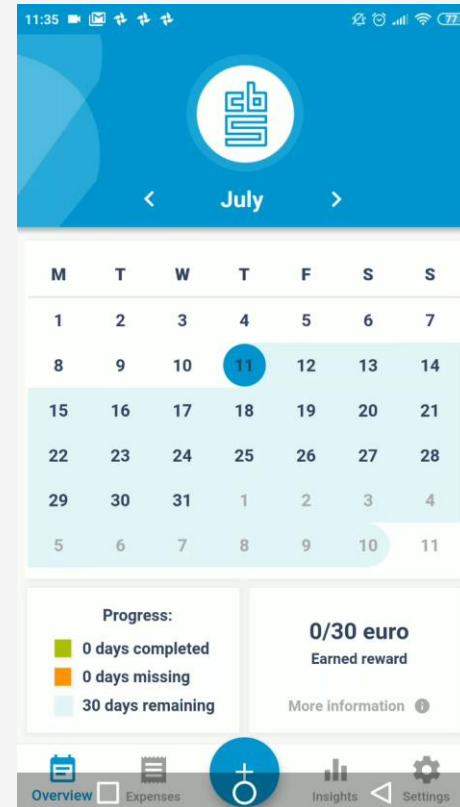 11:35
77
cbs
July
M T W T F S S
1 2 3 4 5 6 7
8 9 10 11 12 13 14
15 16 17 18 19 20 21
22 23 24 25 26 27 28
29 30 31 1 2 3 4
5 6 7 8 9 10 11
Progress:
0 days completed
0 days missing
30 days remaining
0/30 euro
Earned reward
More information
Overview Expenses Insights Settings